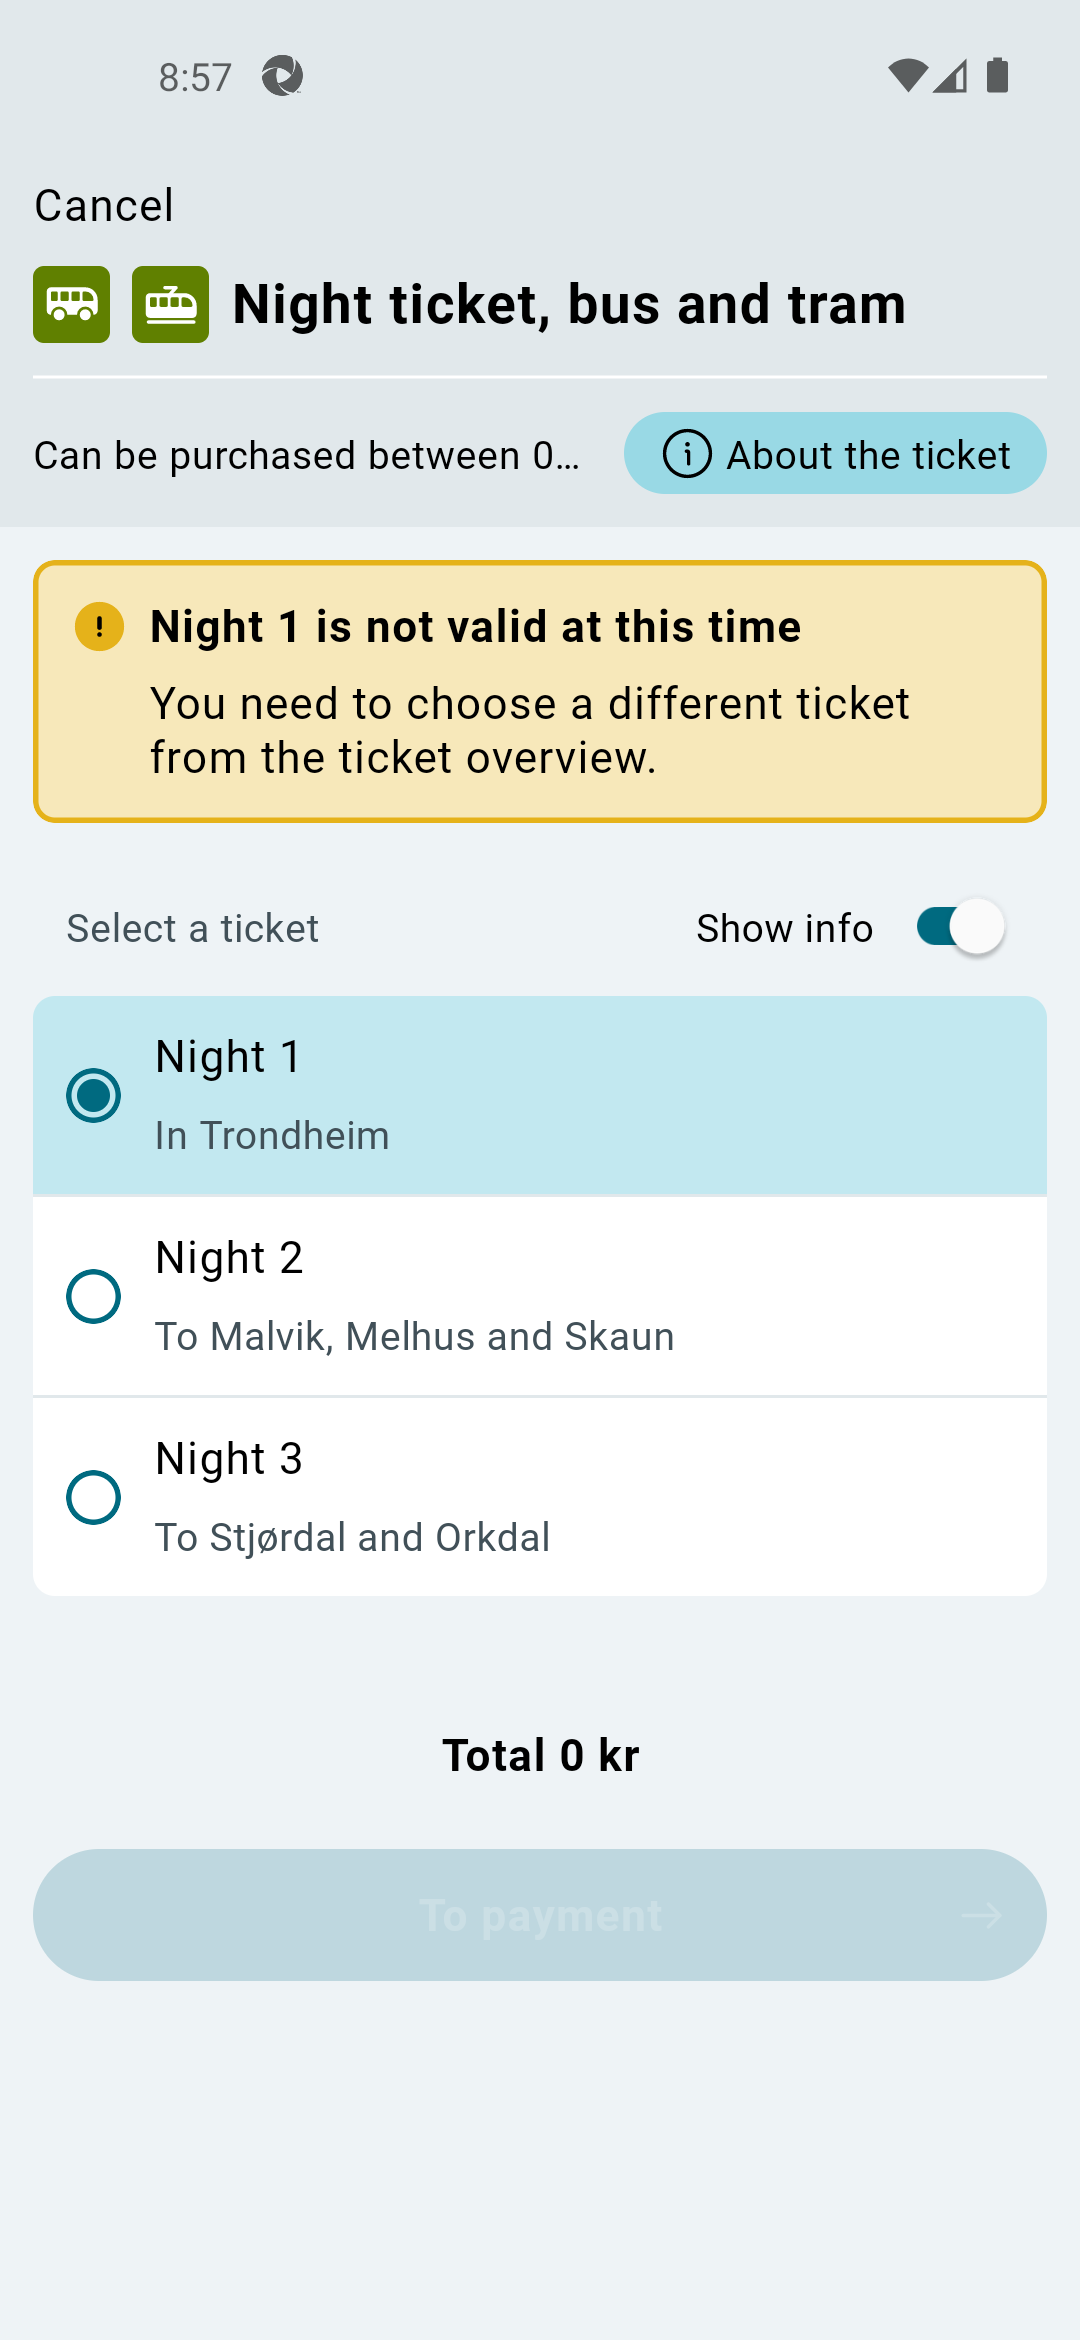 8:57
Cancel
Night ticket, bus and tram
Can be purchased between 0...
About the ticket
Night 1 is not valid at this time
You need to choose a different ticket
from the ticket overview.
Select a ticket
Show info
Night 1
In Trondheim
Night 2
To Malvik, Melhus and Skaun
Night 3
To Stjørdal and Orkdal
Total 0 kr
To payment